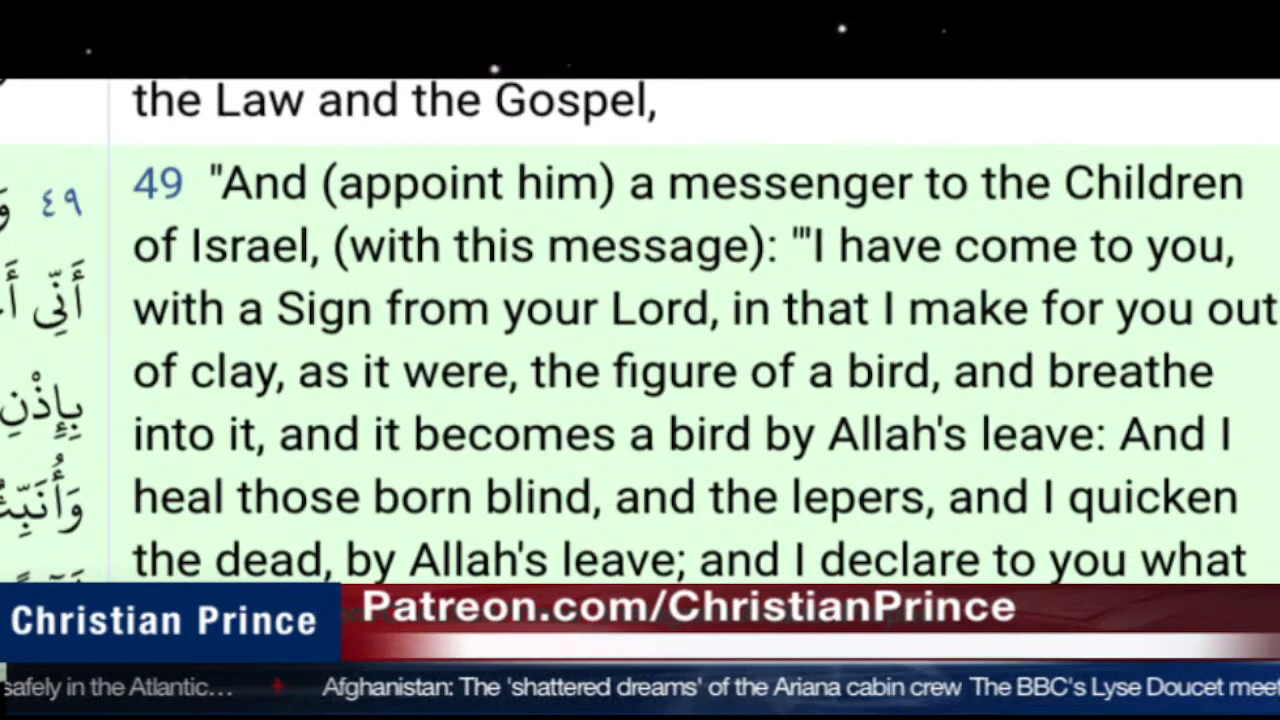 the Law and the Gospel,
٤٩
49 "And (appoint him) a messenger to the Children
of Israel, (with this message): "'I have come to you,
أَنِّى
with a Sign from your Lord, in that I make for you out
of clay, as it were, the figure of a bird, and breathe
بِإِذْنِ
into it, and it becomes a bird by Allah's leave: And I
heal those born blind, and the lepers, and I quicken
the dead, by Allah's leave; and I declare to you what
Christian Prince
Patreon.com/ChristianPrince
safely in the Atlantic... Afghanistan: The 'shattered dreams' of the Ariana cabin crew The BBC's Lyse Doucet meet